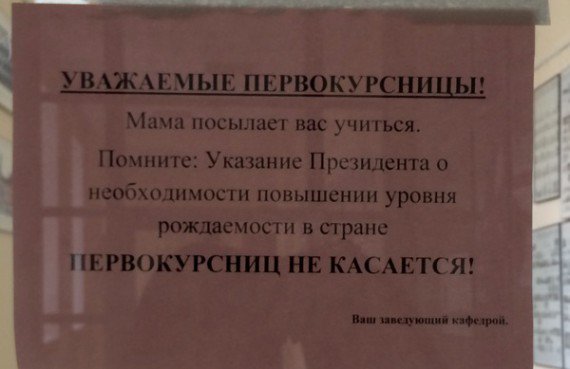 УВАЖАЕМЫЕ ПЕРВОКУРСНИЦЫ!
Мама посылает вас учиться.
Помните: Указание Президента о
необходимости повышении уровня
рождаемости в стране
ПЕРВОКУРСНИЦ НЕ КАСАЕТСЯ!
Ваш заведующий кафедрой.